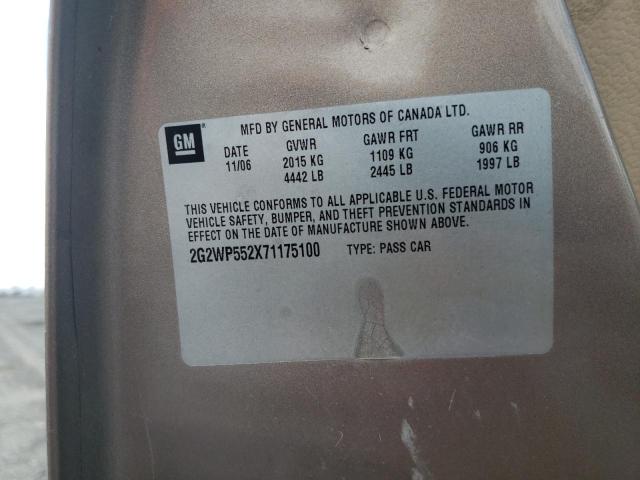 MFD BY GENERAL MOTORS OF CANADA LTD.
GM®
DATE GVWR GAWR FRT GAWR RR
11/06 2015 KG 1109 KG 906 KG
4442 LB 2445 LB 1997 LB
THIS VEHICLE CONFORMS TO ALL APPLICABLE U.S. FEDERAL MOTOR
VEHICLE SAFETY, BUMPER, AND THEFT PREVENTION STANDARDS IN
EFFECT ON THE DATE OF MANUFACTURE SHOWN ABOVE.
2G2WP552X71175100 TYPE: PASS CAR